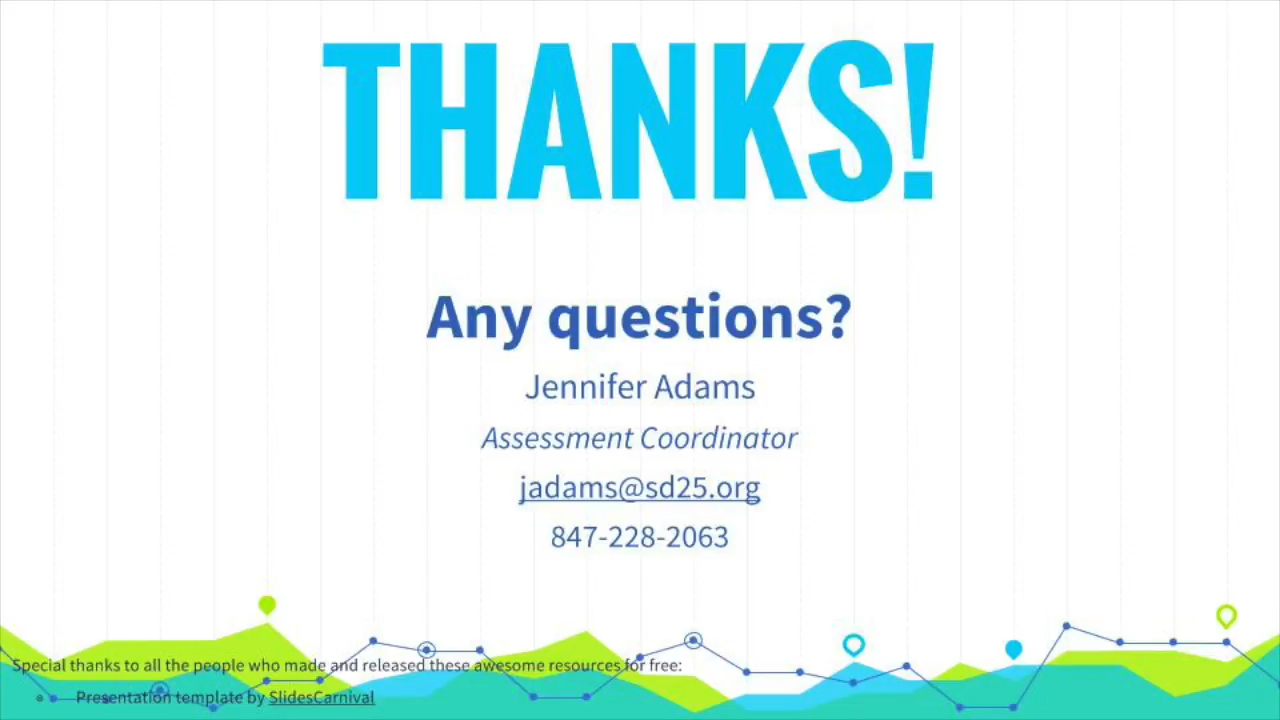 THANKS!
Any questions?
Jennifer Adams
Assessment Coordinator
jadams@sd25.org
847-228-2063
Special thanks to all the people who made and released these awesome resources for free:
Presentation template by SlidesCarnival